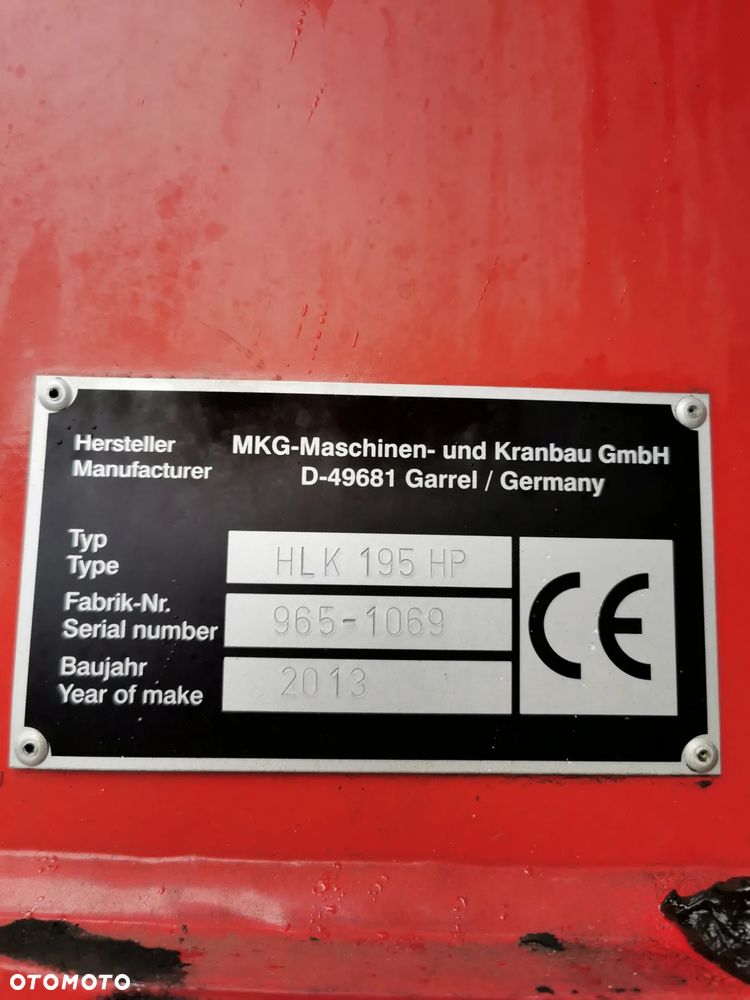 Hersteller
Manufacturer
MKG-Maschinen- und Kranbau GmbH
D-49681 Garrel / Germany
Typ
Type
HLK 195 HP
Fabrik-Nr.
Serial number
965-1069
Baujahr
Year of make
2013
CE
OTOMOTO